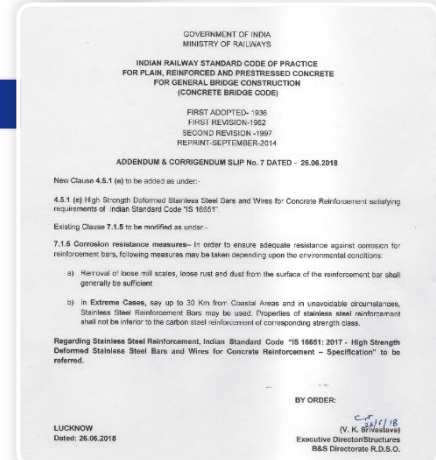 GOVERNMENT OF INDIA
MINISTRY OF RAILWAYS
INDIAN RAILWAY STANDARD CODE OF PRACTICE
FOR PLAIN, REINFORCED AND PRESTRESSED CONCRETE
FOR GENERAL BRIDGE CONSTRUCTION
(CONCRETE BRIDGE CODE)
FIRST ADOPTED- 1936
FIRST REVISION-1962
SECOND REVISION -1997
REPRINT-SEPTEMBER-2014
ADDENDUM & CORRIGENDUM SLIP No. 7 DATED - 26.06.2018
New Clause 4.5.1 (e) to be added as under:-
4.5.1 (e) High Strength Deformed Stainless Steel Bars and Wires for Concrete Reinforcement satisfying
requirements of Indian Standard Code "IS 16651".
Existing Clause 7.1.5 to be modified as under -
7.1.5 Corrosion resistance measures– In order to ensure adequate resistance against corrosion for
reinforcement bars, following measures may be taken depending upon the environmental conditions:
a) Removal of loose mill scales, loose rust and dust from the surface of the reinforcement bar shall
generally be sufficient
b) In Extreme Cases, say up to 30 Km from Coastal Areas and in unavoidable circumstances,
Stainless Steel Reinforcement Bars may be used. Properties of stainless steel reinforcement
shall not be inferior to the carbon steel reinforcement of corresponding strength class.
Regarding Stainless Steel Reinforcement, Indian Standard Code "IS 16651: 2017 - High Strength
Deformed Stainless Steel Bars and Wires for Concrete Reinforcement – Specification" to be
referred.
BY ORDER:
26/6/18
(V. K. Srivastava)
LUCKNOW
Dated: 26.06.2018
Executive Director/Structures
B&S Directorate R.D.S.O.